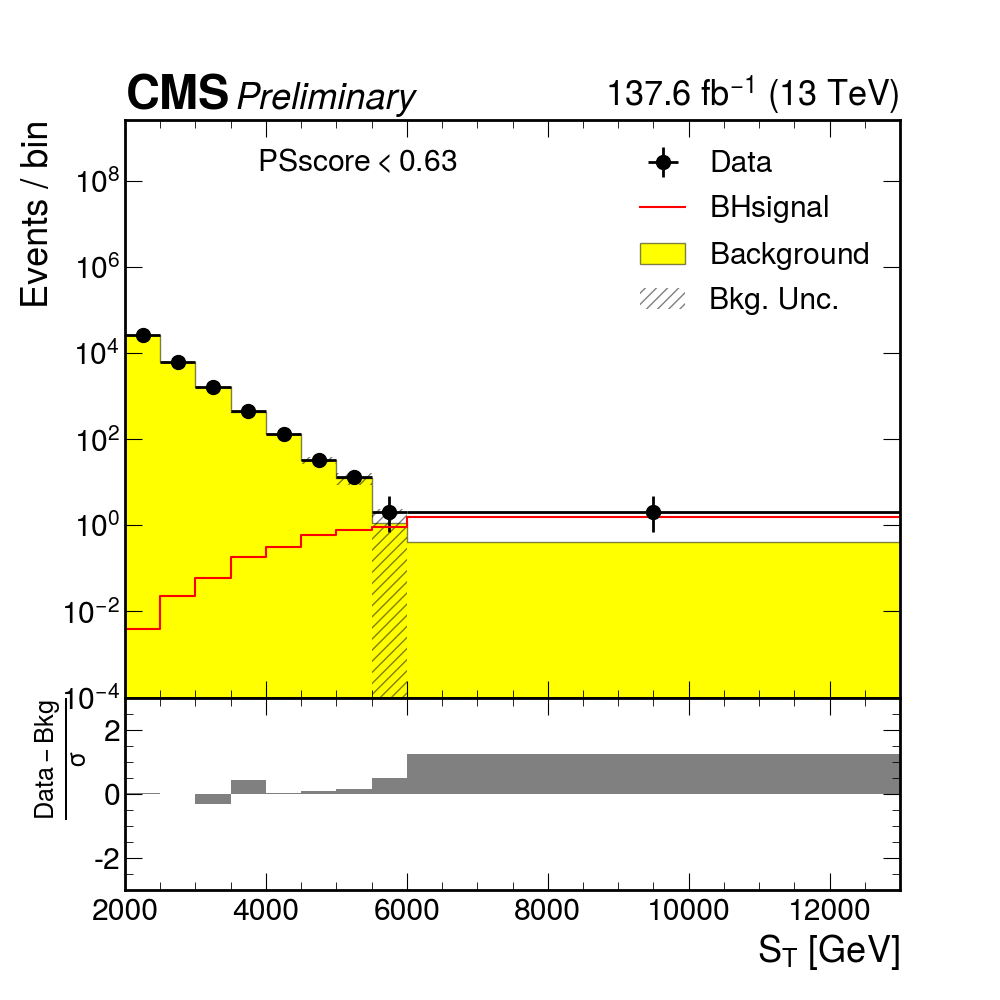 CMS Preliminary 137.6 fb⁻¹ (13 TeV)
Events / bin
PSscore < 0.63
Data
BHsignal
Background
Bkg. Unc.
10⁸
10⁶
10⁴
10²
10⁰
10⁻²
10⁻⁴
Data – Bkg
σ
2
0
-2
2000 4000 6000 8000 10000 12000
S_T [GeV]